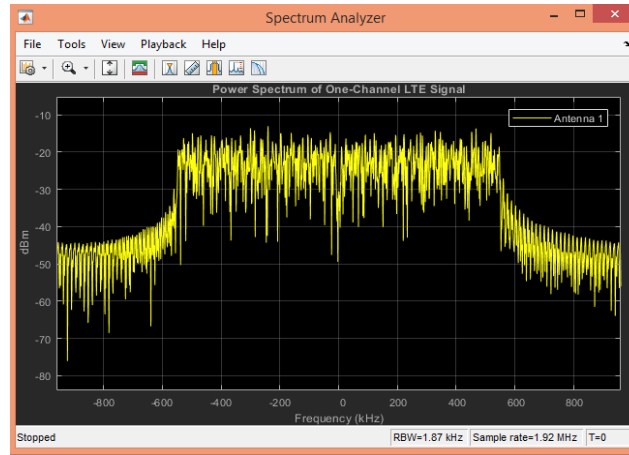 Spectrum Analyzer
File Tools View Playback Help
Power Spectrum of One-Channel LTE Signal
Antenna 1
-10
-20
-30
-40
-50
-60
-70
-80
dBm
-800 -600 -400 -200 0 200 400 600 800
Frequency (kHz)
Stopped RBW=1.87 kHz Sample rate=1.92 MHz T=0